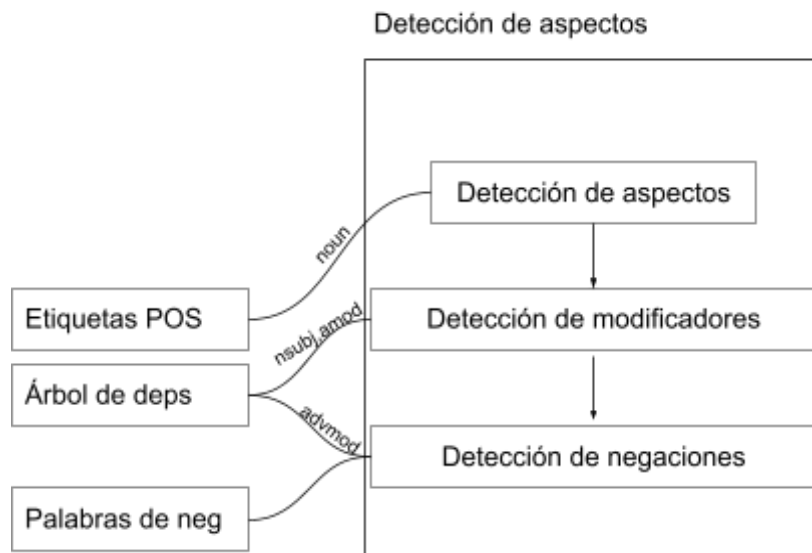 Detección de aspectos
Detección de aspectos
noun
Etiquetas POS
Detección de modificadores
nsubj,amod
Árbol de deps
advmod
Detección de negaciones
Palabras de neg